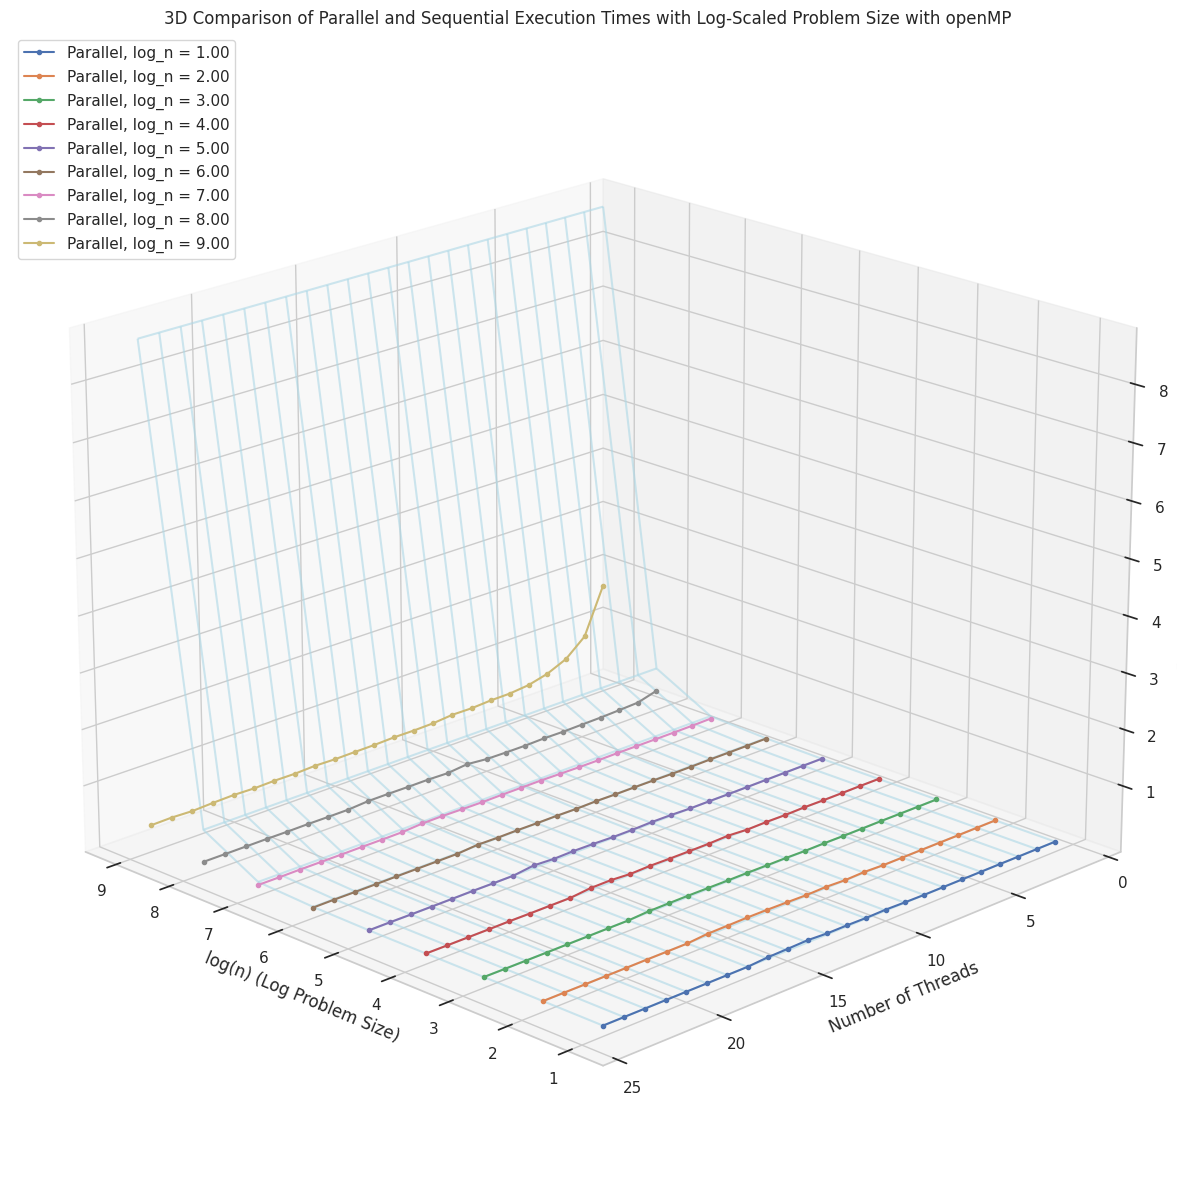 3D Comparison of Parallel and Sequential Execution Times with Log-Scaled Problem Size with openMP
Parallel, log_n = 1.00
Parallel, log_n = 2.00
Parallel, log_n = 3.00
Parallel, log_n = 4.00
Parallel, log_n = 5.00
Parallel, log_n = 6.00
Parallel, log_n = 7.00
Parallel, log_n = 8.00
Parallel, log_n = 9.00
8
7
6
5
4
3
2
1
9
8
7
6
5
4
3
2
1
log(n) (Log Problem Size)
0
5
10
15
20
25
Number of Threads